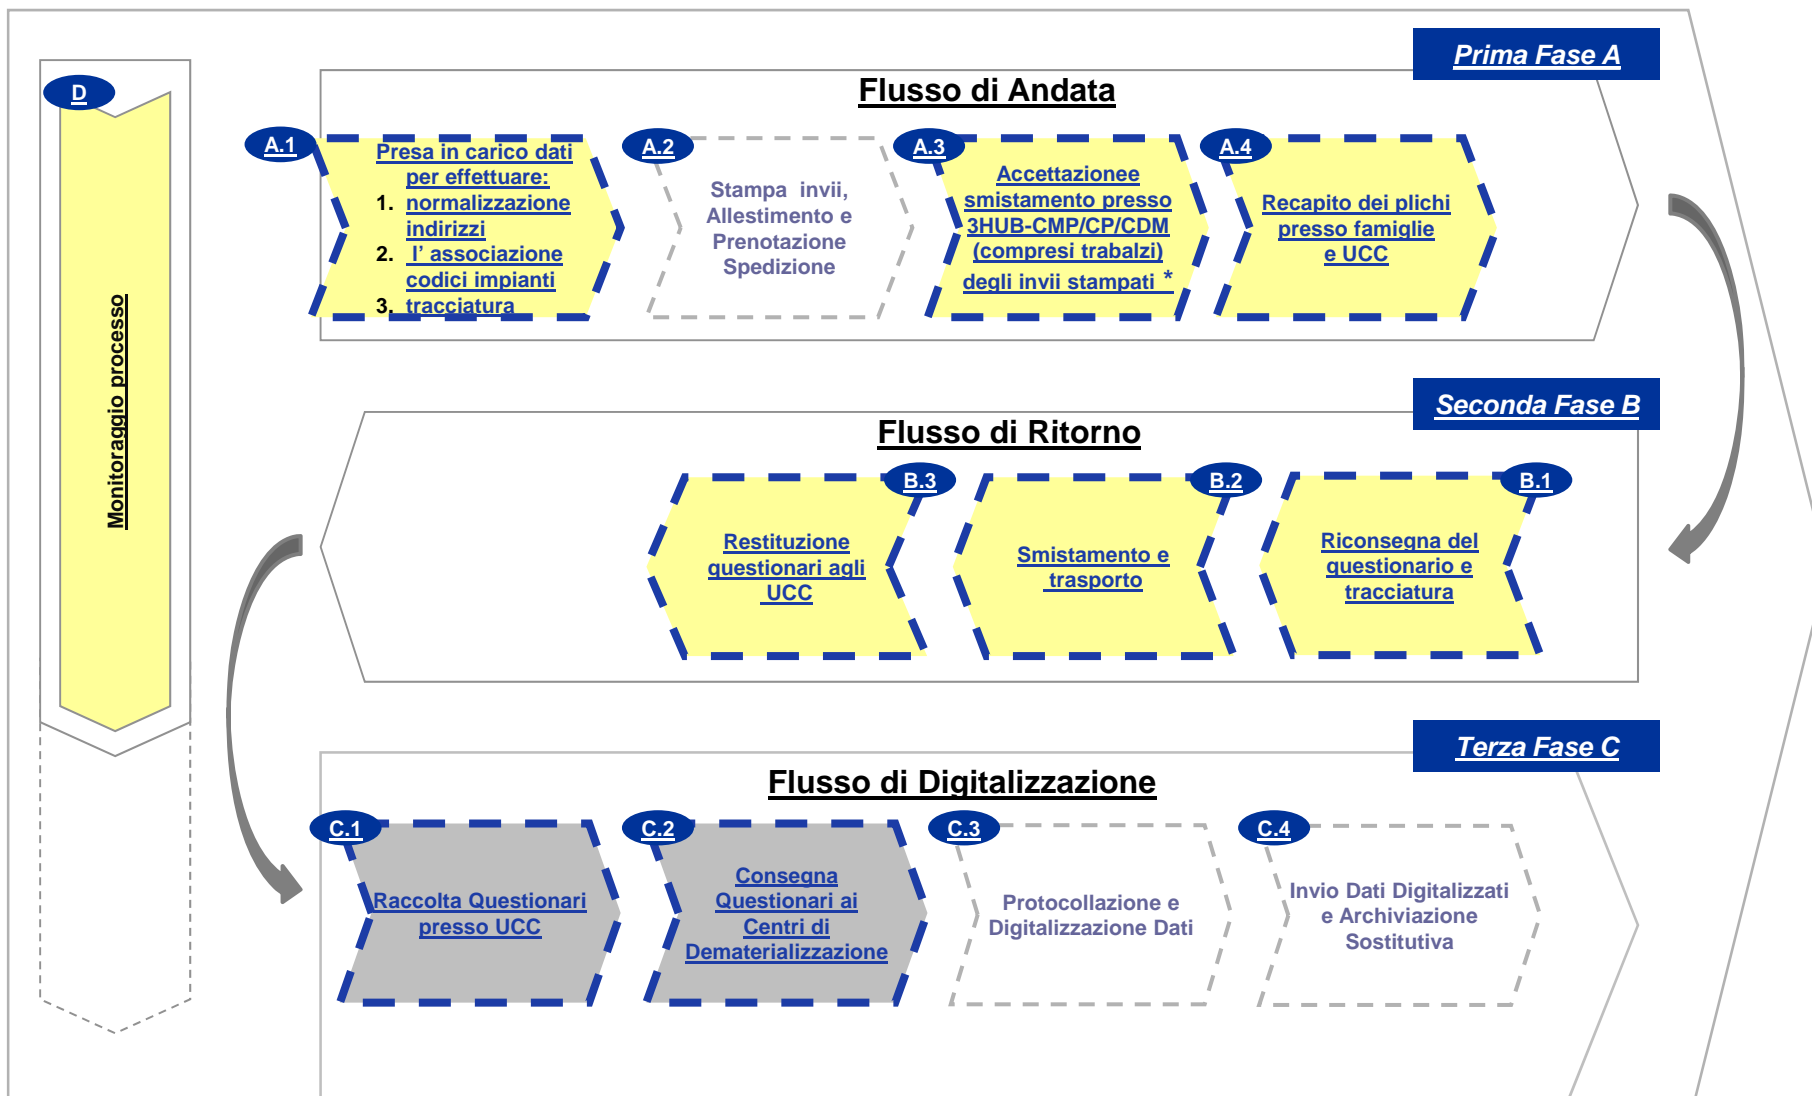 Prima Fase A
D
Flusso di Andata
A.1
Presa in carico dati
per effettuare:
1. normalizzazione
indirizzi
2. l' associazione
codici impianti
3. tracciatura
A.2
Stampa invii,
Allestimento e
Prenotazione
Spedizione
A.3
Accettazionee
smistamento presso
3HUB-CMP/CP/CDM
(compresi trabalzi)
degli invii stampati *
A.4
Recapito dei plichi
presso famiglie
e UCC
Monitoraggio processo
Seconda Fase B
Flusso di Ritorno
B.3
Restituzione
questionari agli
UCC
B.2
Smistamento e
trasporto
B.1
Riconsegna del
questionario e
tracciatura
Terza Fase C
Flusso di Digitalizzazione
C.1
Raccolta Questionari
presso UCC
C.2
Consegna
Questionari ai
Centri di
Dematerializzazione
C.3
Protocollazione e
Digitalizzazione Dati
C.4
Invio Dati Digitalizzati
e Archiviazione
Sostitutiva